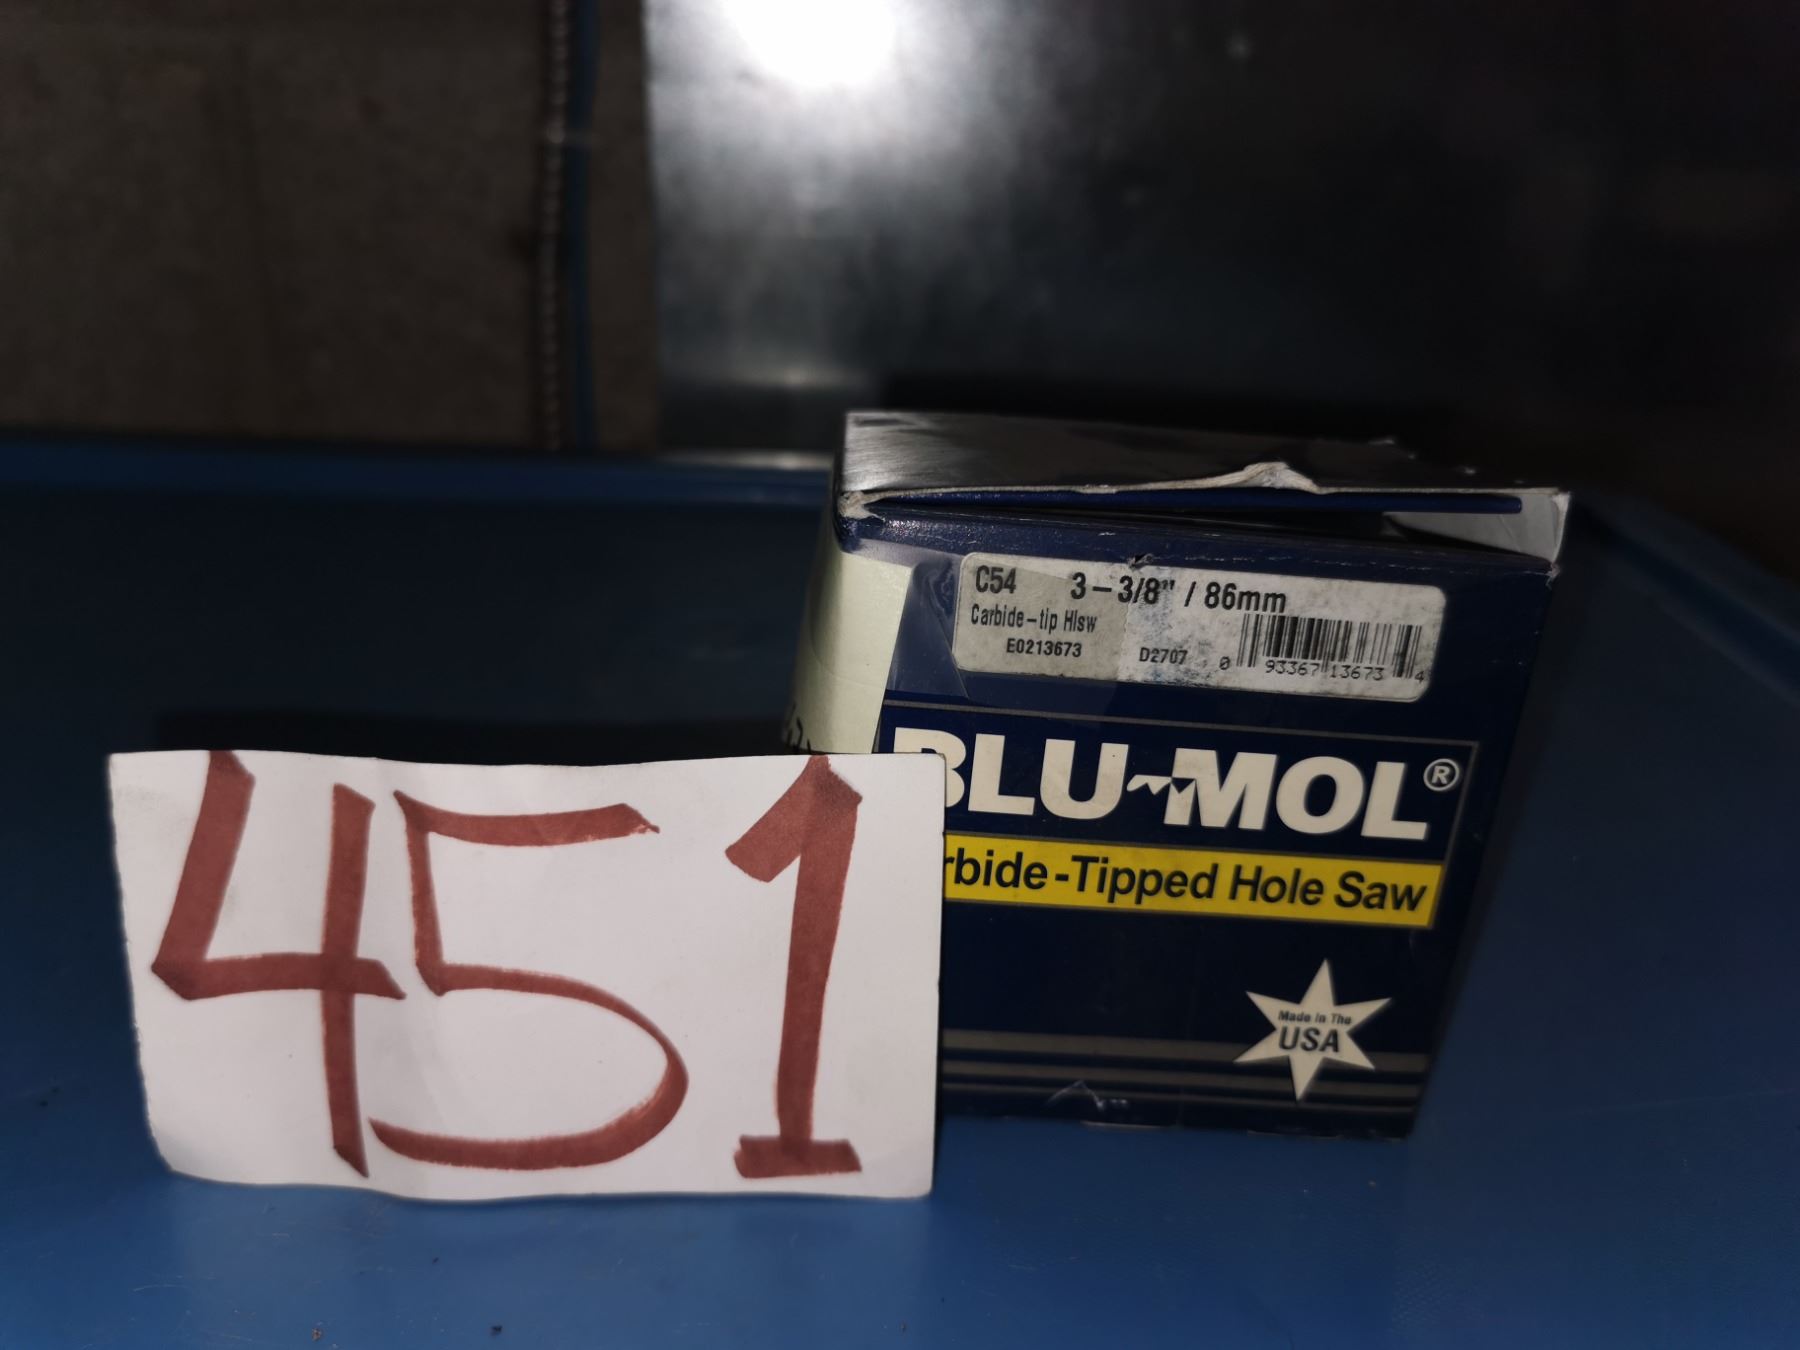 C54 3-3/8" / 86mm
Carbide-tip Hlsw
E0213673 D2707 0 93367 13673 4
BLU-MOL®
rbide-Tipped Hole Saw
Made In The
USA
451